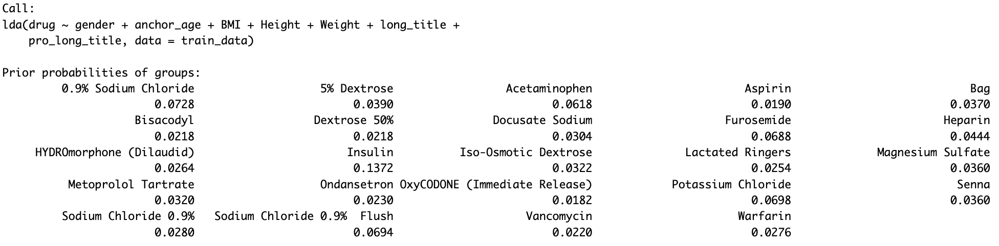 Call:
lda(drug ~ gender + anchor_age + BMI + Height + Weight + long_title +
    pro_long_title, data = train_data)

Prior probabilities of groups:
         0.9% Sodium Chloride                   5% Dextrose                 Acetaminophen                       Aspirin                           Bag
                       0.0728                        0.0390                        0.0618                        0.0190                        0.0370
                    Bisacodyl                  Dextrose 50%               Docusate Sodium                    Furosemide                       Heparin
                       0.0218                        0.0218                        0.0304                        0.0688                        0.0444
     HYDROmorphone (Dilaudid)                       Insulin          Iso-Osmotic Dextrose              Lactated Ringers             Magnesium Sulfate
                       0.0264                        0.1372                        0.0322                        0.0254                        0.0360
          Metoprolol Tartrate                   Ondansetron OxyCODONE (Immediate Release)            Potassium Chloride                         Senna
                       0.0320                        0.0230                        0.0182                        0.0698                        0.0360
         Sodium Chloride 0.9%   Sodium Chloride 0.9%  Flush                    Vancomycin                      Warfarin
                       0.0280                        0.0694                        0.0220                        0.0276